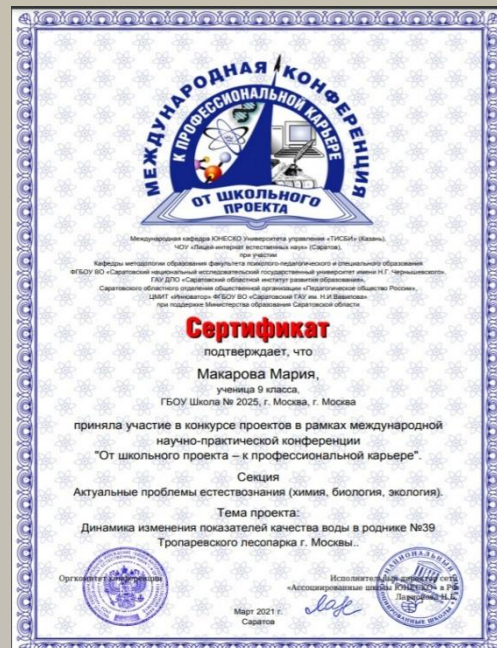 МЕЖДУНАРОДНАЯ КОНФЕРЕНЦИЯ
К ПРОФЕССИОНАЛЬНОЙ КАРЬЕРЕ
ОТ ШКОЛЬНОГО
ПРОЕКТА
Международная кафедра ЮНЕСКО Университета управления «ТИСБИ» (Казань),
ЧОУ «Лицей-интернат естественных наук» (Саратов),
при участии
Кафедры методологии образования факультета психолого-педагогического и специального образования
ФГБОУ ВО «Саратовский национальный исследовательский государственный университет имени Н.Г. Чернышевского»,
ГАУ ДПО «Саратовский областной институт развития образования»,
Саратовского областного отделения общественной организации «Педагогическое общество России»,
ЦМИТ «Инноватор» ФГБОУ ВО «Саратовский ГАУ им. Н.И.Вавилова»
при поддержке Министерства образования Саратовской области.
Сертификат
подтверждает, что
Макарова Мария,
ученица 9 класса,
ГБОУ Школа № 2025, г. Москва, г. Москва
приняла участие в конкурсе проектов в рамках международной
научно-практической конференции
"От школьного проекта – к профессиональной карьере".
Секция
Актуальные проблемы естествознания (химия, биология, экология).
Тема проекта:
Динамика изменения показателей качества воды в роднике №39
Тропаревского лесопарка г. Москвы..
Оргкомитет конференции
Исполнительный директор сети
«Ассоциированные школы ЮНЕСКО» в РФ
Март 2021 г.
Саратов